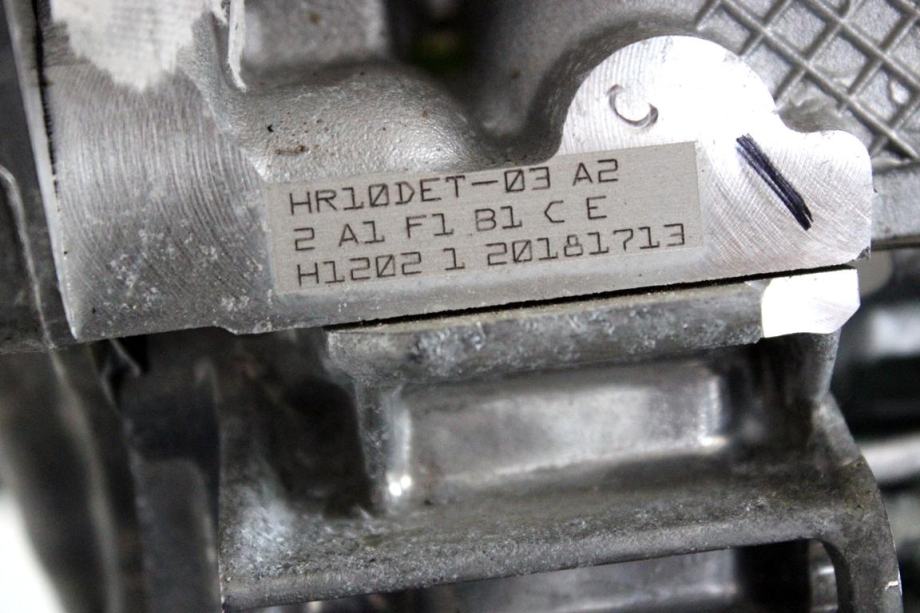 C
HR10DET-03 A2
2 A1 F1 B1 C E
H1202 1 20181713